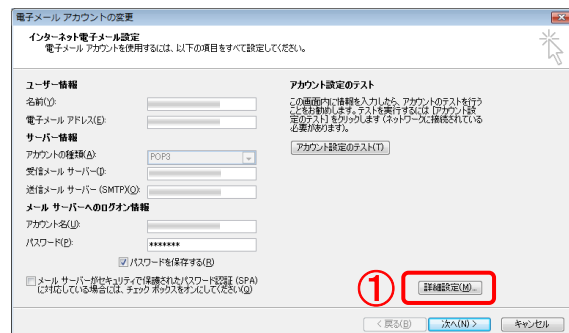 電子メール アカウントの変更
インターネット電子メール設定
電子メール アカウントを使用するには、以下の項目をすべて設定してください。
ユーザー情報
名前(Y):
電子メール アドレス(E):
サーバー情報
アカウントの種類(A):
POP3
受信メール サーバー(I):
送信メール サーバー (SMTP)(O):
メール サーバーへのログオン情報
アカウント名(U):
パスワード(P):
*******
パスワードを保存する(R)
メール サーバーがセキュリティで保護されたパスワード認証 (SPA)
に対応している場合には、チェック ボックスをオンにしてください(Q)
アカウント設定のテスト
この画面内に情報を入力したら、アカウントのテストを行う
ことをお勧めします。テストを実行するには [アカウント設
定のテスト] をクリックします (ネットワークに接続されている
必要があります)。
アカウント設定のテスト(T)
①
詳細設定(M)...
< 戻る(B)
次へ(N) >
キャンセル